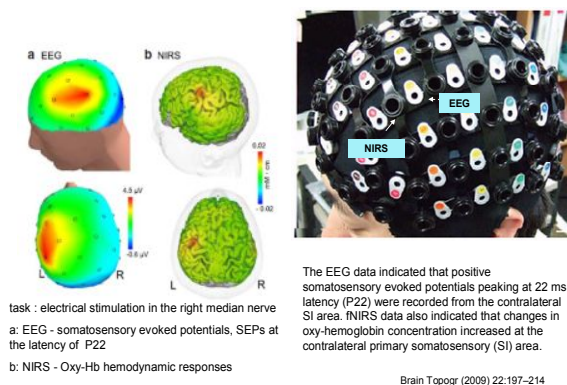 a EEG
b NIRS
0.02
mM · cm
- 0.02
4.5 µV
-0.6 µV
L
R
L
R
task : electrical stimulation in the right median nerve
a: EEG - somatosensory evoked potentials, SEPs at
the latency of P22
b: NIRS - Oxy-Hb hemodynamic responses
EEG
NIRS
The EEG data indicated that positive
somatosensory evoked potentials peaking at 22 ms
latency (P22) were recorded from the contralateral
SI area. fNIRS data also indicated that changes in
oxy-hemoglobin concentration increased at the
contralateral primary somatosensory (SI) area.
Brain Topogr (2009) 22:197–214